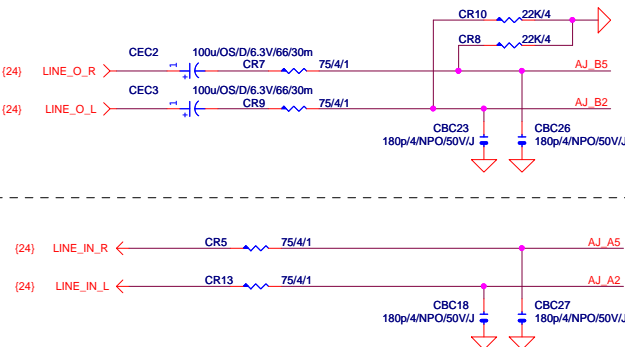 CR10 22K/4
CR8 22K/4
CEC2 100u/OS/D/6.3V/66/30m
{24} LINE_O_R 1 + CR7 75/4/1 AJ_B5
CEC3 100u/OS/D/6.3V/66/30m
{24} LINE_O_L 1 + CR9 75/4/1 AJ_B2
CBC23 CBC26
180p/4/NPO/50V/J 180p/4/NPO/50V/J
{24} LINE_IN_R CR5 75/4/1 AJ_A5
{24} LINE_IN_L CR13 75/4/1 AJ_A2
CBC18 CBC27
180p/4/NPO/50V/J 180p/4/NPO/50V/J